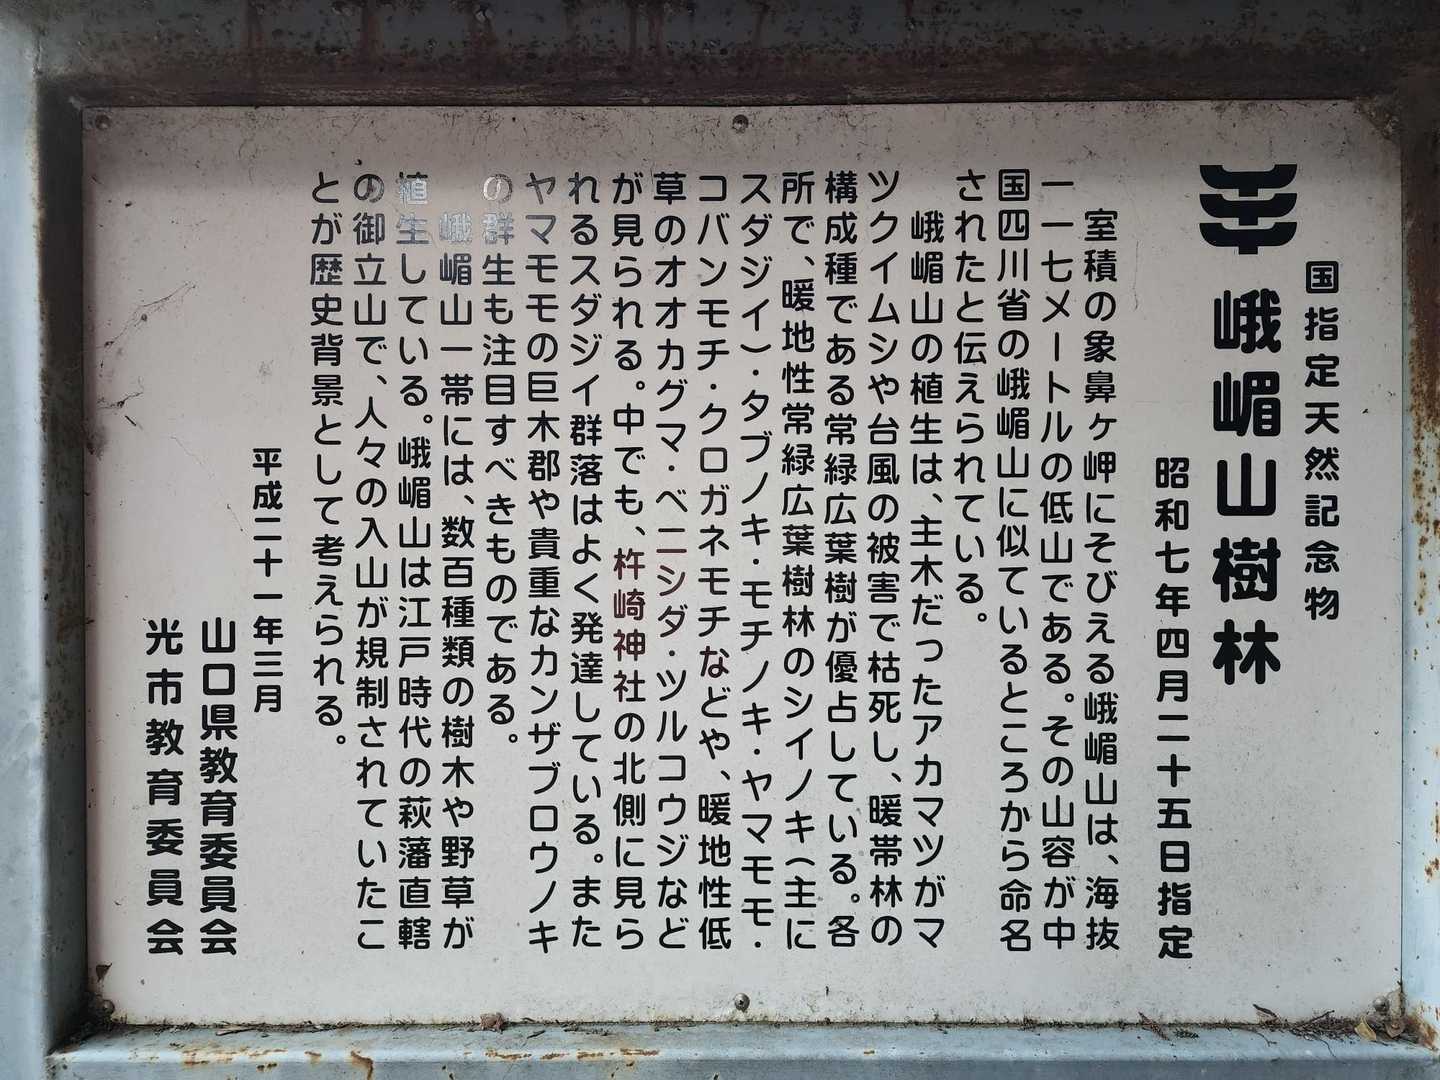 国指定天然記念物
峨嵋山樹林
昭和七年四月二十五日指定
室積の象鼻ヶ岬にそびえる峨嵋山は、海抜
一一七メートルの低山である。その山容が中
国四川省の峨嵋山に似ているところから命名
されたと伝えられている。
峨嵋山の植生は、主木だったアカマツがマ
ツクイムシや台風の被害で枯死し、暖帯林の
構成種である常緑広葉樹が優占している。各
所で、暖地性常緑広葉樹林のシイノキ(主に
スダジイ)・タブノキ・モチノキ・ヤマモモ・
コバンモチ・クロガネモチなどや、暖地性低
草のオオカグマ・ベニシダ・ツルコウジなど
が見られる。中でも、杵崎神社の北側に見ら
れるスダジイ群落はよく発達している。また
ヤマモモの巨木郡や貴重なカンザブロウノキ
の群生も注目すべきものである。
峨嵋山一帯には、数百種類の樹木や野草が
植生している。峨嵋山は江戸時代の萩藩直轄
の御立山で、人々の入山が規制されていたこ
とが歴史背景として考えられる。
平成二十一年三月
山口県教育委員会
光市教育委員会